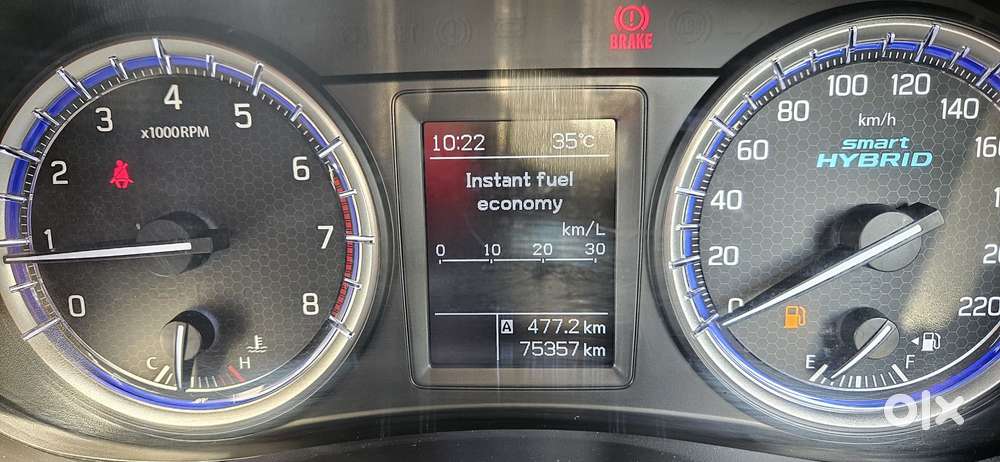 BRAKE
0
1
2
3
4
5
6
7
8
x1000RPM
C
H
10:22 35°C
Instant fuel
economy
km/L
0 10 20 30
A 477.2 km
75357 km
0
20
40
60
80
100
120
140
220
km/h
smart
HYBRID
E
F
olx